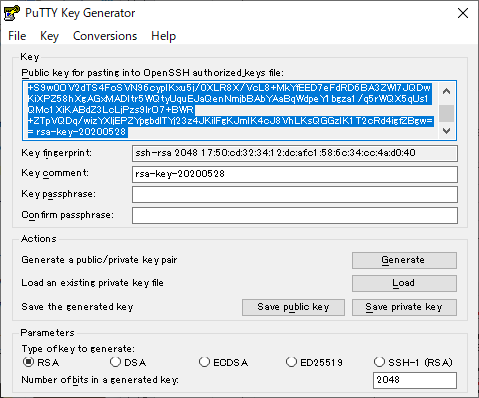 PuTTY Key Generator
File Key Conversions Help
Key
Public key for pasting into OpenSSH authorized_keys file:
= rsa-key-20200528
Key fingerprint: ssh-rsa 2048 17:50:cd:32:34:12:dc:af:c1:58:6c:34:cc:4a:d0:40
Key comment: rsa-key-20200528
Key passphrase:
Confirm passphrase:
Actions
Generate a public/private key pair Generate
Load an existing private key file Load
Save the generated key Save public key Save private key
Parameters
Type of key to generate:
RSA DSA ECDSA ED25519 SSH-1 (RSA)
Number of bits in a generated key: 2048